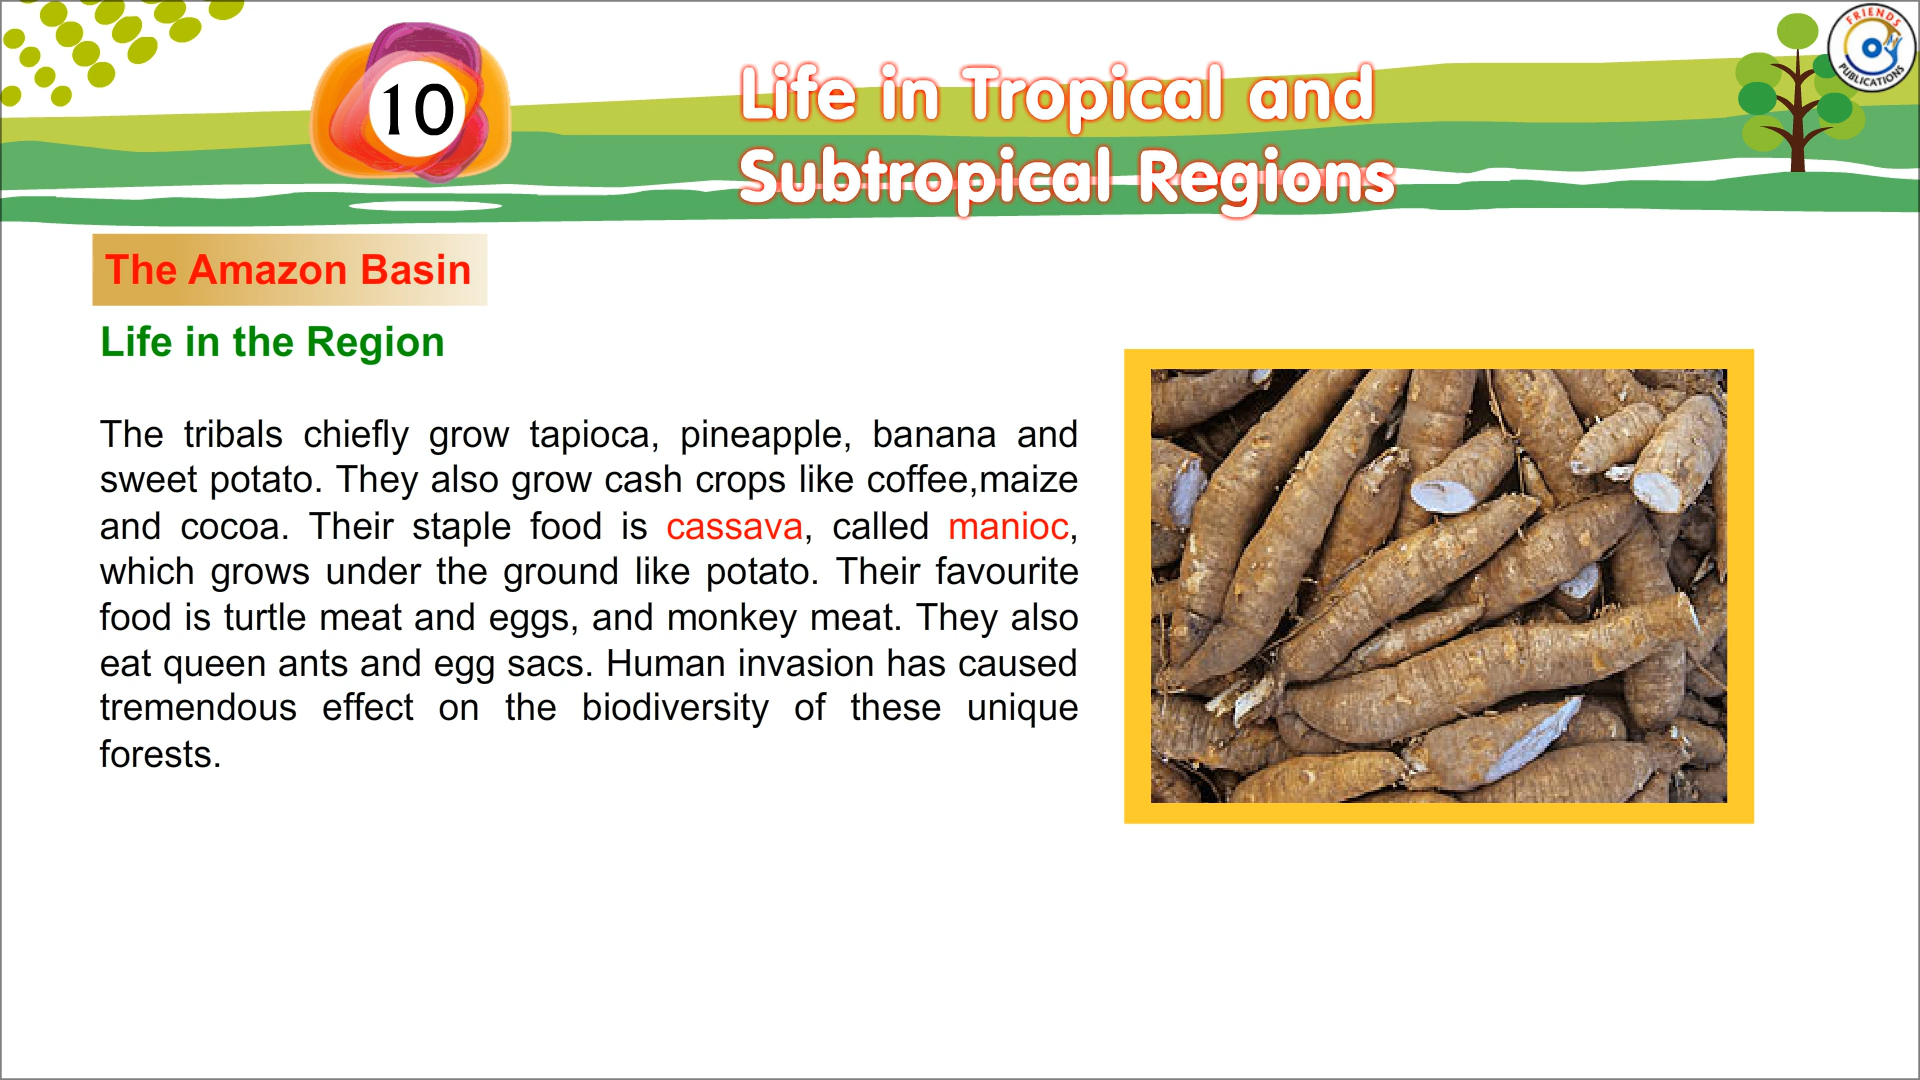 FRIENDS
PUBLICATIONS
10
Life in Tropical and
Subtropical Regions
The Amazon Basin
Life in the Region
The tribals chiefly grow tapioca, pineapple, banana and
sweet potato. They also grow cash crops like coffee,maize
and cocoa. Their staple food is cassava, called manioc,
which grows under the ground like potato. Their favourite
food is turtle meat and eggs, and monkey meat. They also
eat queen ants and egg sacs. Human invasion has caused
tremendous effect on the biodiversity of these unique
forests.